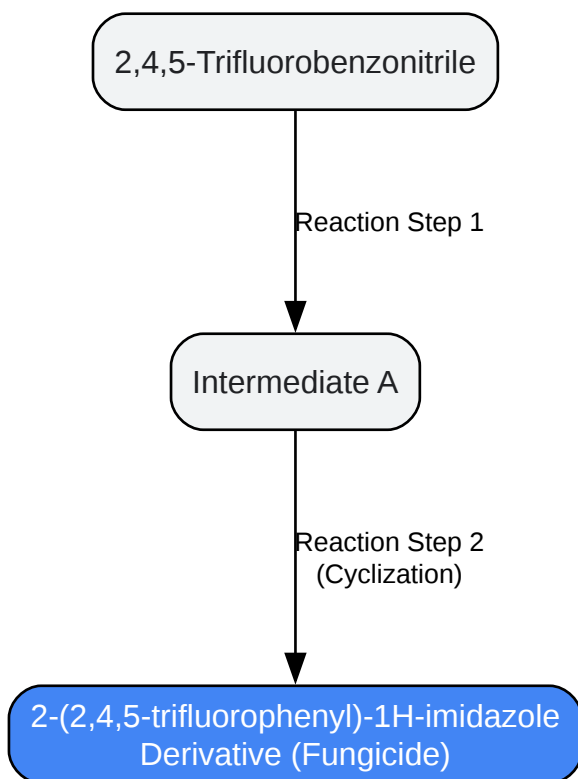 2,4,5-Trifluorobenzonitrile
Reaction Step 1
Intermediate A
Reaction Step 2
(Cyclization)
2-(2,4,5-trifluorophenyl)-1H-imidazole
Derivative (Fungicide)